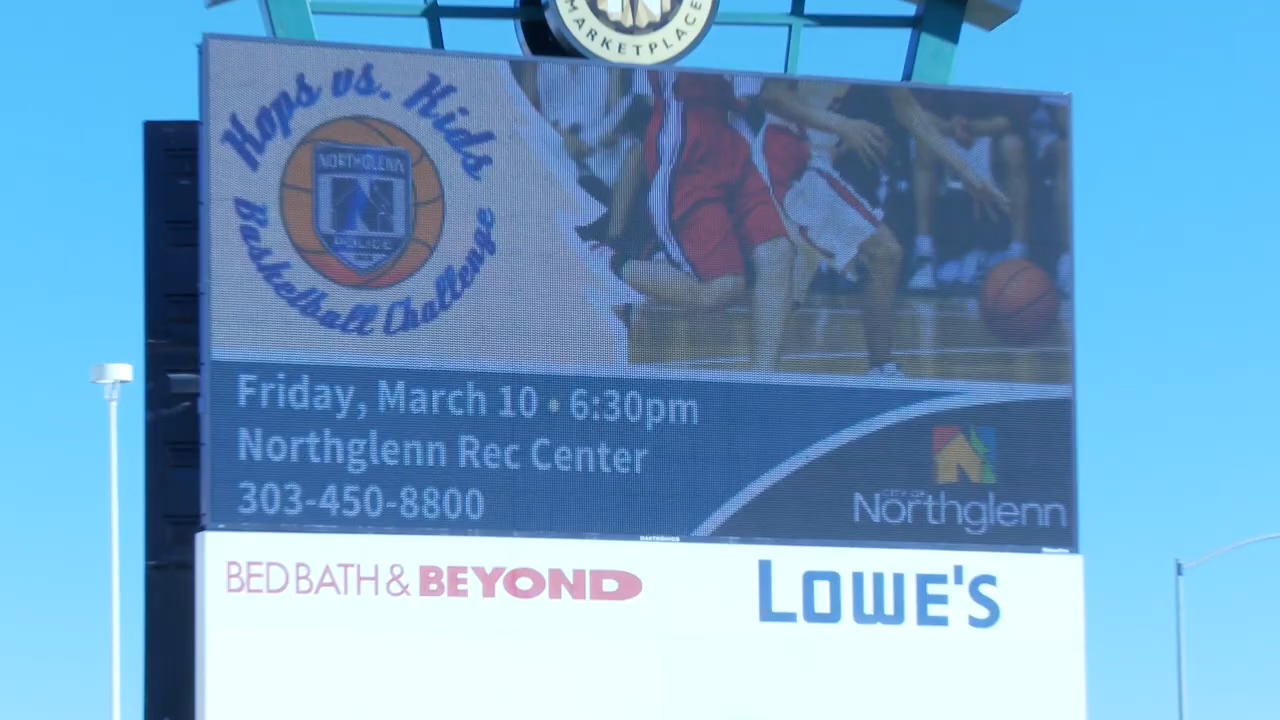 MARKETPLACE
Hops vs. Kids
NORTHGLENN
POLICE
Basketball Challenge
Friday, March 10 • 6:30pm
Northglenn Rec Center
303-450-8800
CITY OF
Northglenn
DAKTRONICS
BED BATH & BEYOND
LOWE'S